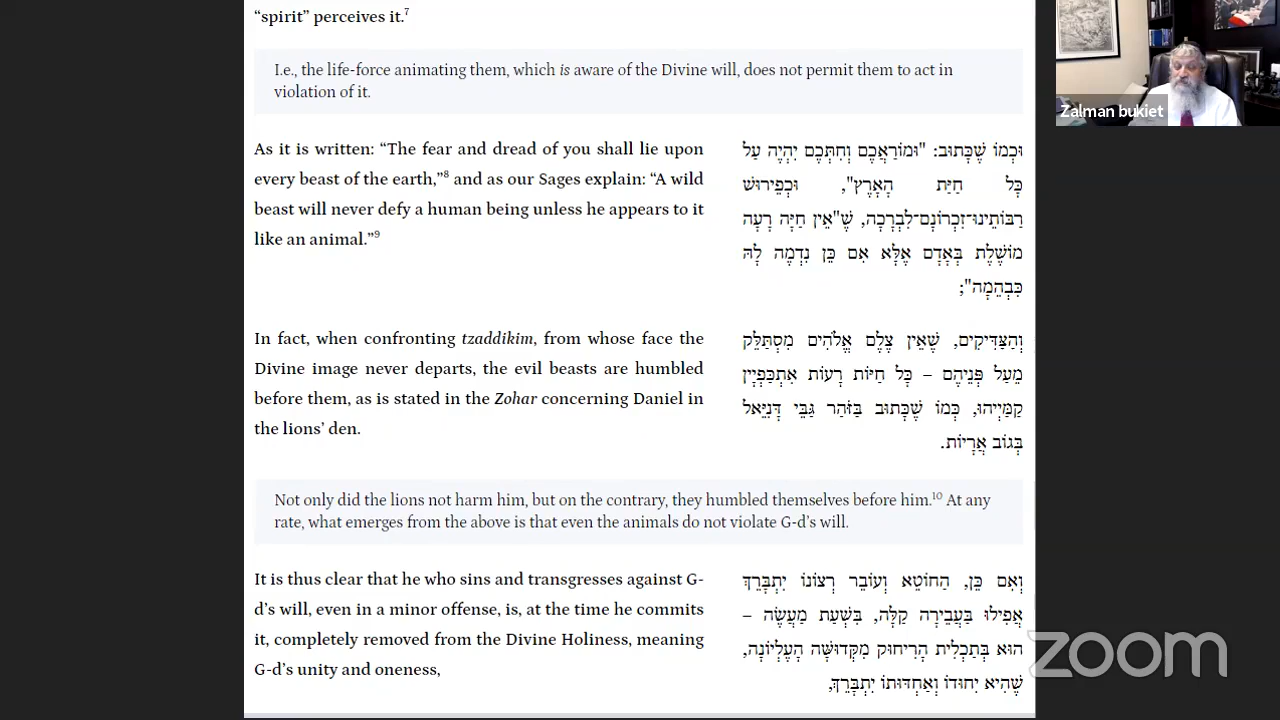 “spirit” perceives it.7
I.e., the life-force animating them, which is aware of the Divine will, does not permit them to act in
violation of it.
As it is written: “The fear and dread of you shall lie upon
every beast of the earth,”8 and as our Sages explain: “A wild
beast will never defy a human being unless he appears to it
like an animal.”9
וּכְמוֹ שֶׁכָּתוּב: "וּמוֹרַאֲכֶם וְחִתְּכֶם יִהְיֶה עַל
כָּל חַיַּת הָאָרֶץ", וּכְפֵירוּשׁ
רַבּוֹתֵינוּ־זִכְרוֹנָם־לִבְרָכָה, שֶׁ"אֵין חַיָּה רָעָה
מוֹשֶׁלֶת בְּאָדָם אֶלָּא אִם כֵּן נִדְמֶה לָהּ
כִּבְהֵמָה";
In fact, when confronting tzaddikim, from whose face the
Divine image never departs, the evil beasts are humbled
before them, as is stated in the Zohar concerning Daniel in
the lions’ den.
וְהַצַּדִּיקִים, שֶׁאֵין צֶלֶם אֱלֹהִים מִסְתַּלֵּק
מֵעַל פְּנֵיהֶם – כָּל חַיּוֹת רָעוֹת אִתְכַּפְיָין
קַמַּיְיהוּ, כְּמוֹ שֶׁכָּתוּב בַּזֹּהַר גַּבֵּי דָּנִיֵּאל
בְּגוֹב אֲרָיוֹת.
Not only did the lions not harm him, but on the contrary, they humbled themselves before him.10 At any
rate, what emerges from the above is that even the animals do not violate G-d’s will.
It is thus clear that he who sins and transgresses against G-
d’s will, even in a minor offense, is, at the time he commits
it, completely removed from the Divine Holiness, meaning
G-d’s unity and oneness,
וְאִם כֵּן, הַחוֹטֵא וְעוֹבֵר רְצוֹנוֹ יִתְבָּרֵךְ
אֲפִילוּ בַּעֲבֵירָה קַלָּה, בִּשְׁעַת מַעֲשֶׂה –
הוּא בְּתַכְלִית הָרִיחוּק מִקְּדוּשָּׁה הָעֶלְיוֹנָה,
שֶׁהִיא יִחוּדוֹ וְאַחְדּוּתוֹ יִתְבָּרֵךְ,
Zalman bukiet
zoom